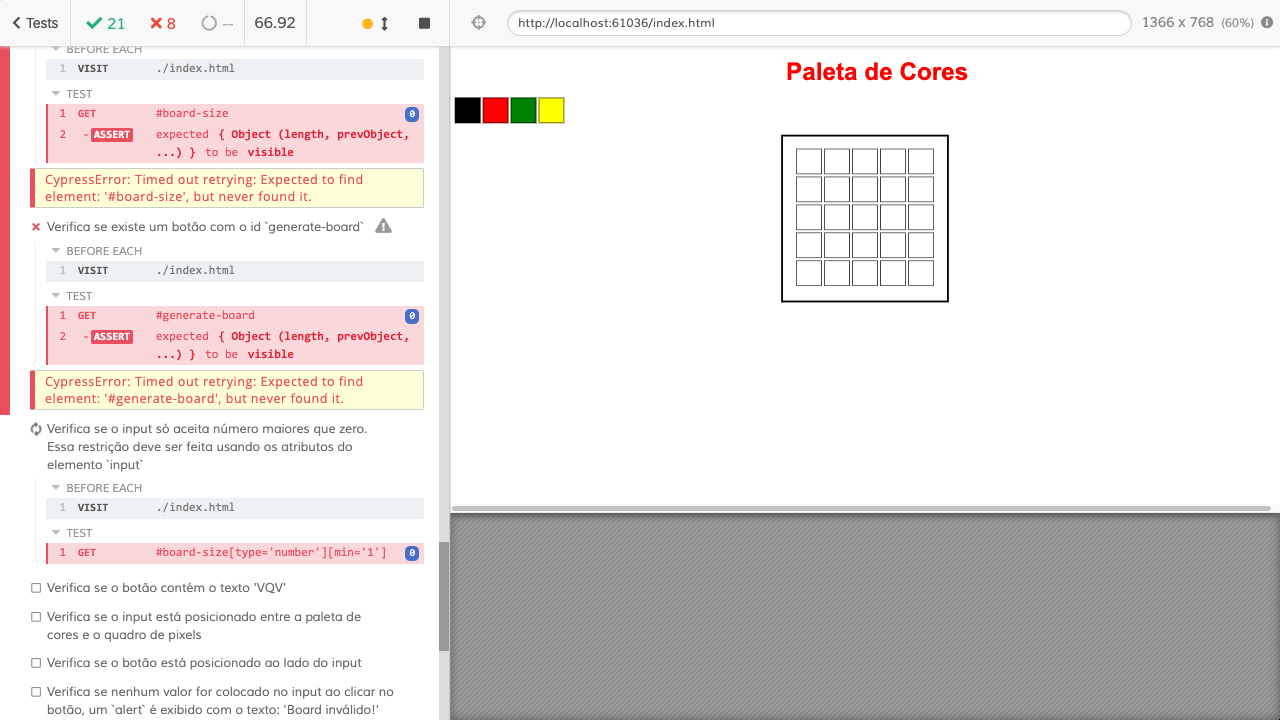 Tests 21 8 -- 66.92 http://localhost:61036/index.html 1366 x 768 (60%)
BEFORE EACH
1 VISIT ./index.html
TEST
1 GET #board-size 0
2 - ASSERT expected { Object (length, prevObject,
...) } to be visible
CypressError: Timed out retrying: Expected to find
element: '#board-size', but never found it.
Verifica se existe um botão com o id `generate-board`
BEFORE EACH
1 VISIT ./index.html
TEST
1 GET #generate-board 0
2 - ASSERT expected { Object (length, prevObject,
...) } to be visible
CypressError: Timed out retrying: Expected to find
element: '#generate-board', but never found it.
Verifica se o input só aceita número maiores que zero.
Essa restrição deve ser feita usando os atributos do
elemento `input`
BEFORE EACH
1 VISIT ./index.html
TEST
1 GET #board-size[type='number'][min='1'] 0
Verifica se o botão contém o texto 'VQV'
Verifica se o input está posicionado entre a paleta de
cores e o quadro de pixels
Verifica se o botão está posicionado ao lado do input
Verifica se nenhum valor for colocado no input ao clicar no
botão, um `alert` é exibido com o texto: 'Board inválido!'
Paleta de Cores